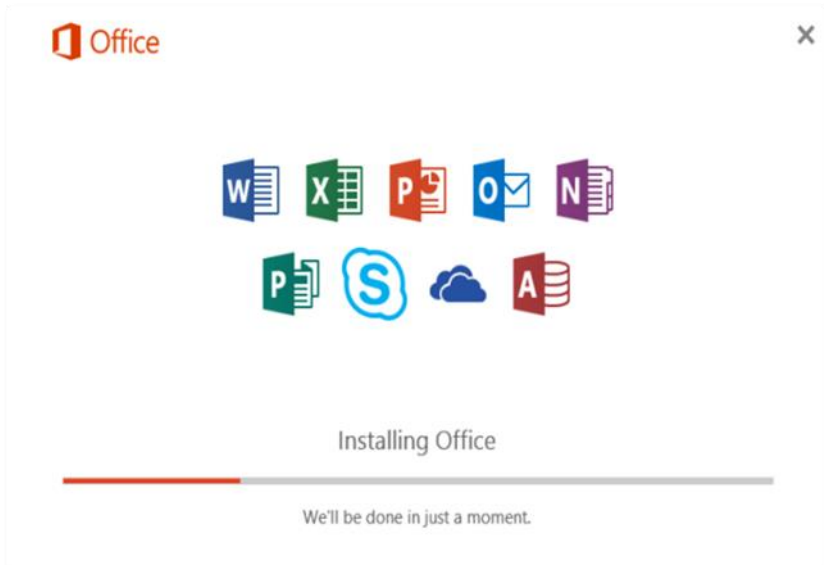 Office
W X P O N
P S A
Installing Office
We'll be done in just a moment.